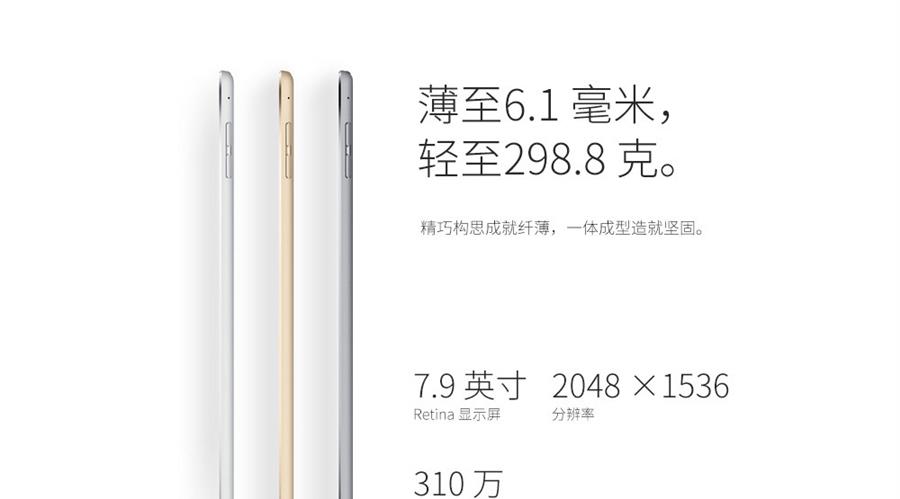 薄至6.1 毫米，
轻至298.8 克。
精巧构思成就纤薄，一体成型造就坚固。
7.9 英寸 2048 ×1536
Retina 显示屏 分辨率
310 万